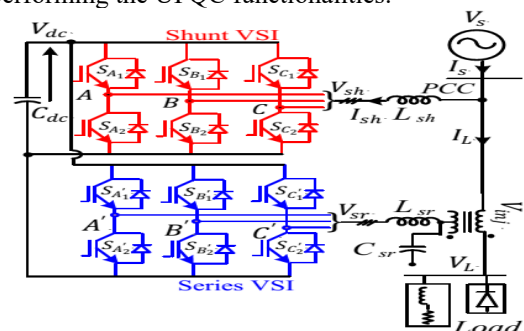 performing the UPQC functionalities.
Vdc
Shunt VSI
Vs
Is
SA1
SB1
SC1
A
B
C
Vsh
PCC
Cdc
Ish
Lsh
SA2
SB2
SC2
IL
SA'1
SB'1
SC'1
Vinj
A'
B'
C'
Vsr
Lsr
SA'2
SB'2
SC'2
Csr
VL
Series VSI
Load